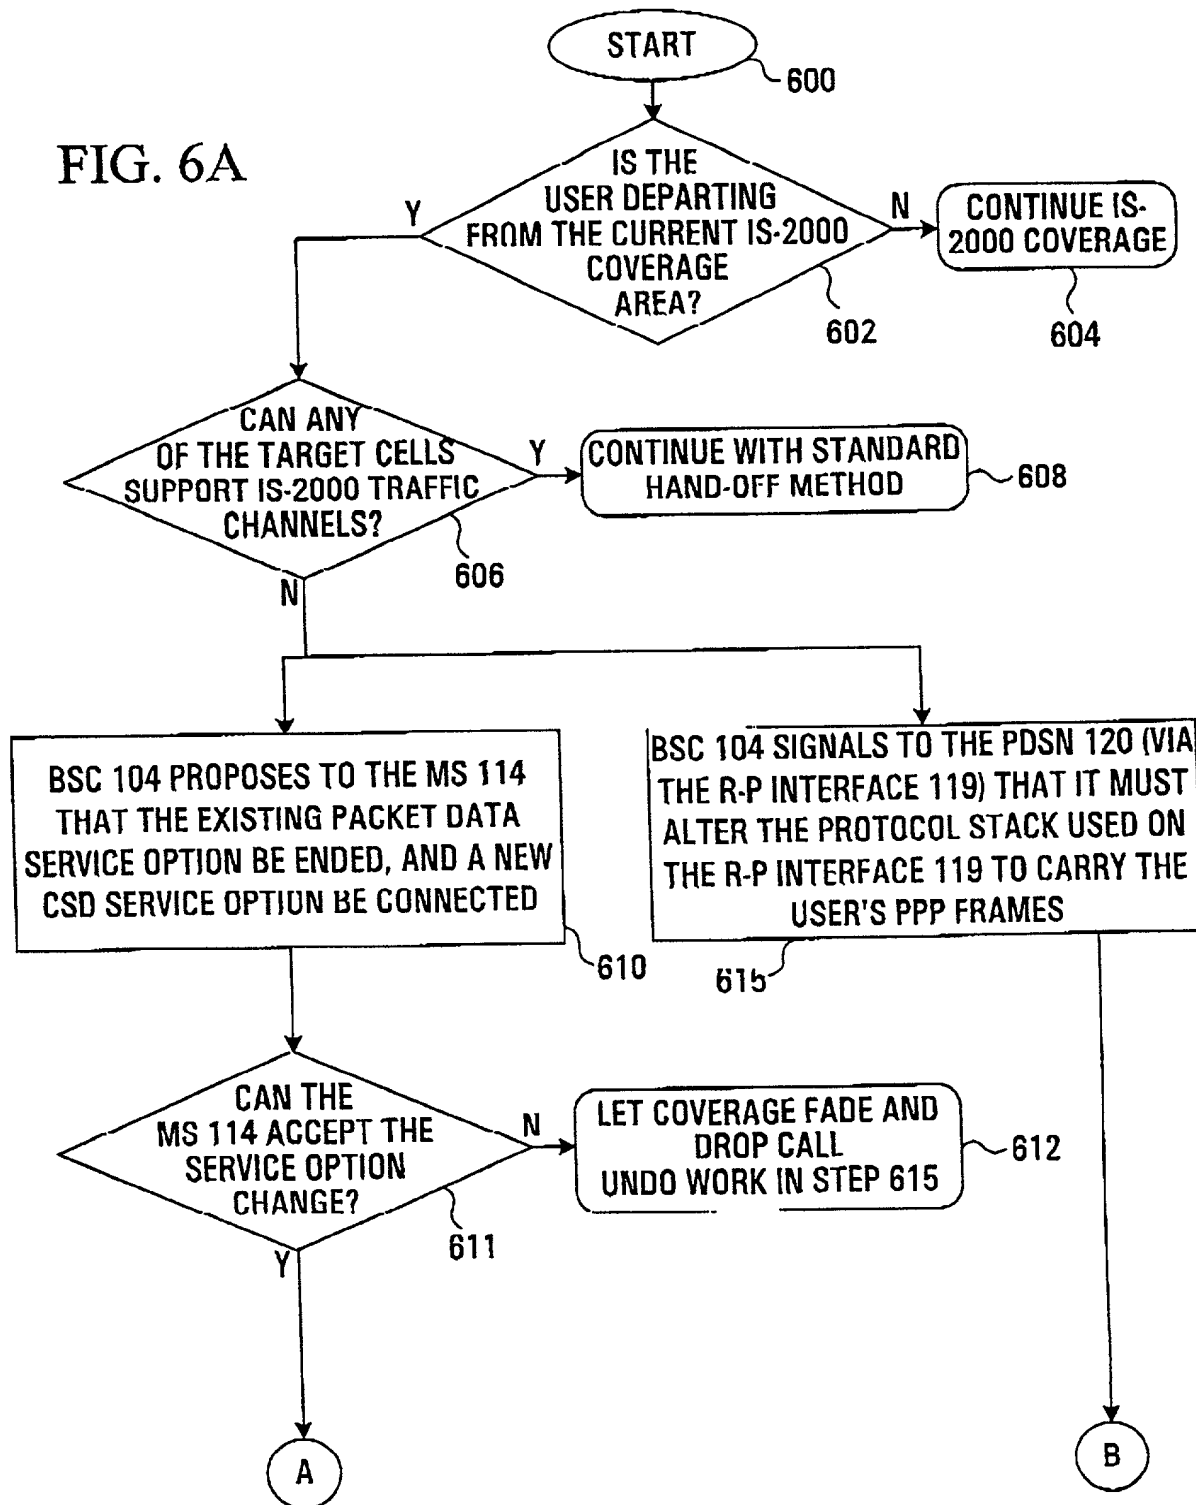 START
600
FIG. 6A
IS THE
USER DEPARTING
FROM THE CURRENT IS-2000
COVERAGE
AREA?
Y
N
CONTINUE IS-
2000 COVERAGE
602
604
CAN ANY
OF THE TARGET CELLS
SUPPORT IS-2000 TRAFFIC
CHANNELS?
Y
CONTINUE WITH STANDARD
HAND-OFF METHOD
608
606
N
BSC 104 PROPOSES TO THE MS 114
THAT THE EXISTING PACKET DATA
SERVICE OPTION BE ENDED, AND A NEW
CSD SERVICE OPTION BE CONNECTED
610
BSC 104 SIGNALS TO THE PDSN 120 (VIA
THE R-P INTERFACE 119) THAT IT MUST
ALTER THE PROTOCOL STACK USED ON
THE R-P INTERFACE 119 TO CARRY THE
USER'S PPP FRAMES
615
CAN THE
MS 114 ACCEPT THE
SERVICE OPTION
CHANGE?
N
LET COVERAGE FADE AND
DROP CALL
UNDO WORK IN STEP 615
612
611
Y
A
B